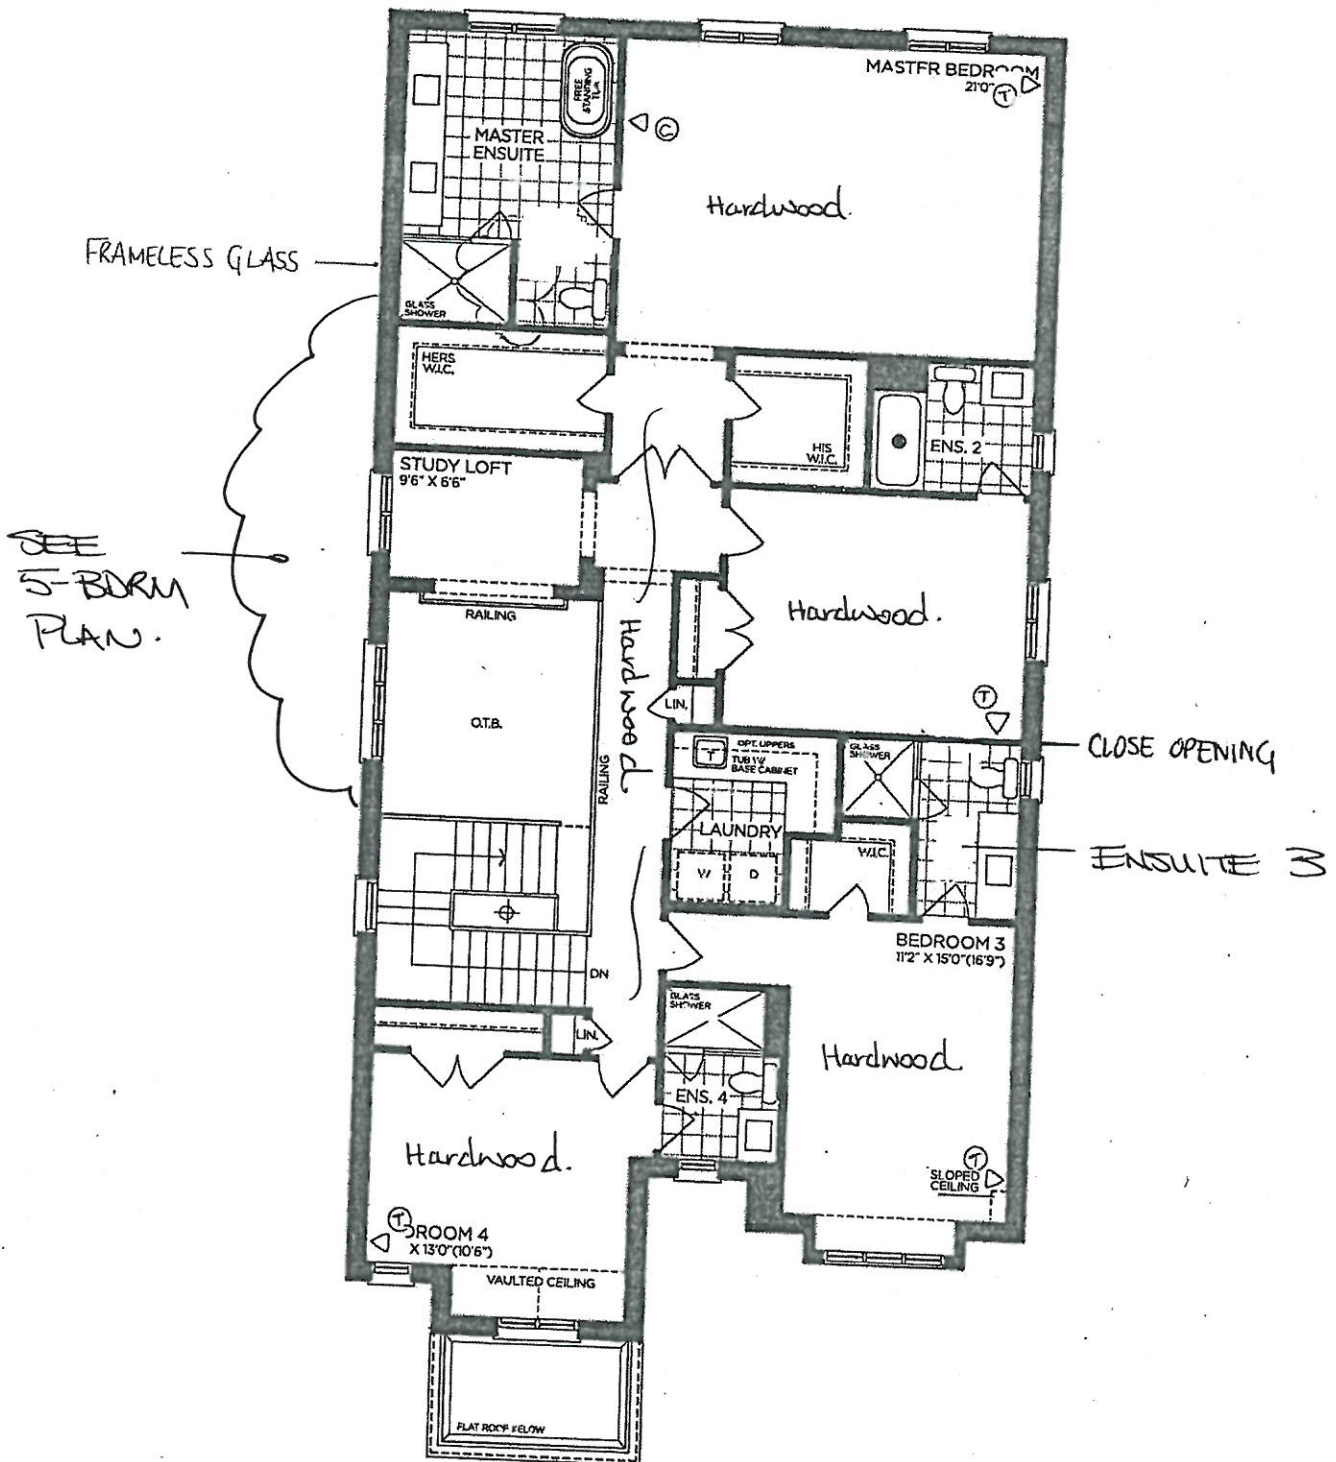 MASTER BEDROOM
21'0"
T
FREE
STANDING
TUB
C
MASTER
ENSUITE
Hardwood.
FRAMELESS GLASS
GLASS
SHOWER
HERS
W.I.C.
HIS
W.I.C.
ENS. 2
STUDY LOFT
9'6" X 6'6"
SEE
5-BDRM
PLAN.
RAILING
Hardwood
Hardwood.
T
LIN.
O.T.B.
RAILING
OPT. UPPERS
T
TUB W/
BASE CABINET
GLASS
SHOWER
CLOSE OPENING
LAUNDRY
W.I.C.
W
D
ENSUITE 3
BEDROOM 3
11'2" X 15'0"(16'9")
DN
GLASS
SHOWER
LIN.
Hardwood
ENS. 4
Hardwood.
T
SLOPED
CEILING
T
DROOM 4
X 13'0"(10'6")
VAULTED CEILING
FLAT ROOF BELOW